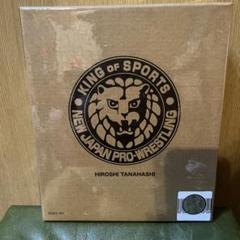 KING OF SPORTS
NEW JAPAN PRO-WRESTLING
HIROSHI TANAHASHI